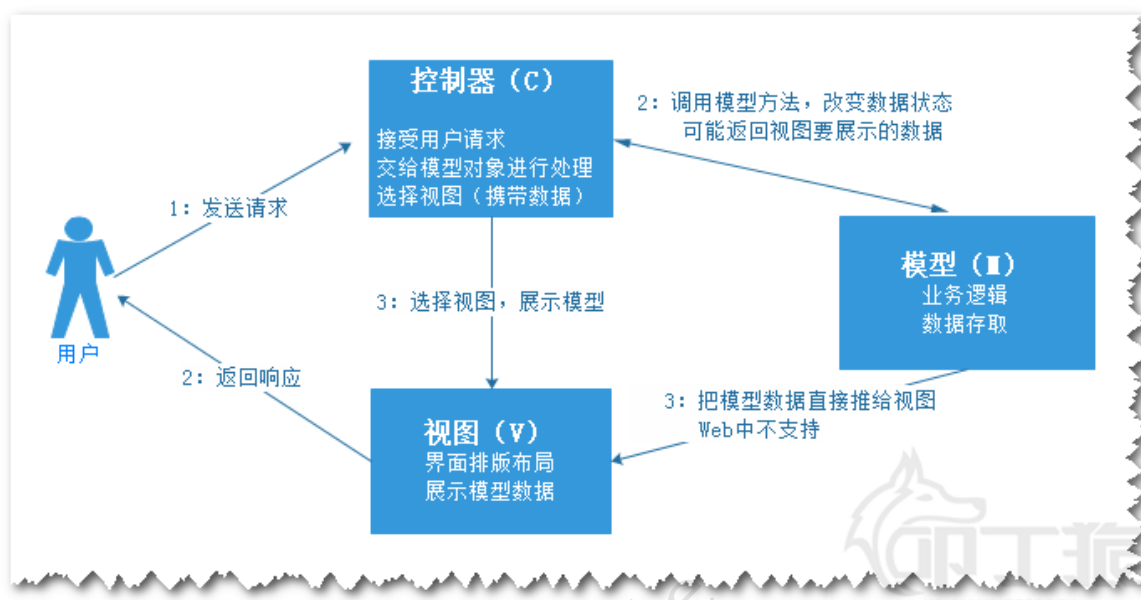 控制器（C）
接受用户请求
交给模型对象进行处理
选择视图（携带数据）
2：调用模型方法，改变数据状态
可能返回视图要展示的数据
1：发送请求
模型（M）
业务逻辑
数据存取
3：选择视图，展示模型
用户
2：返回响应
3：把模型数据直接推给视图
Web中不支持
视图（V）
界面排版布局
展示模型数据